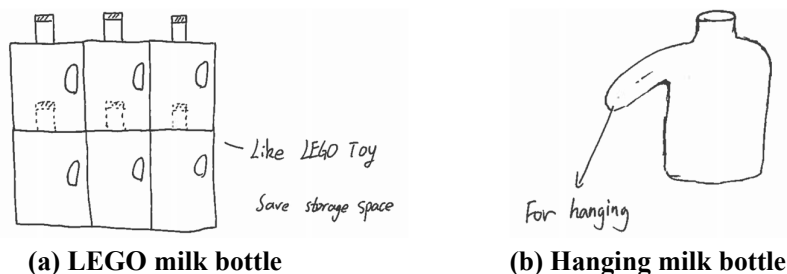 Like LEGO Toy
Save storage space
For hanging
(a) LEGO milk bottle
(b) Hanging milk bottle